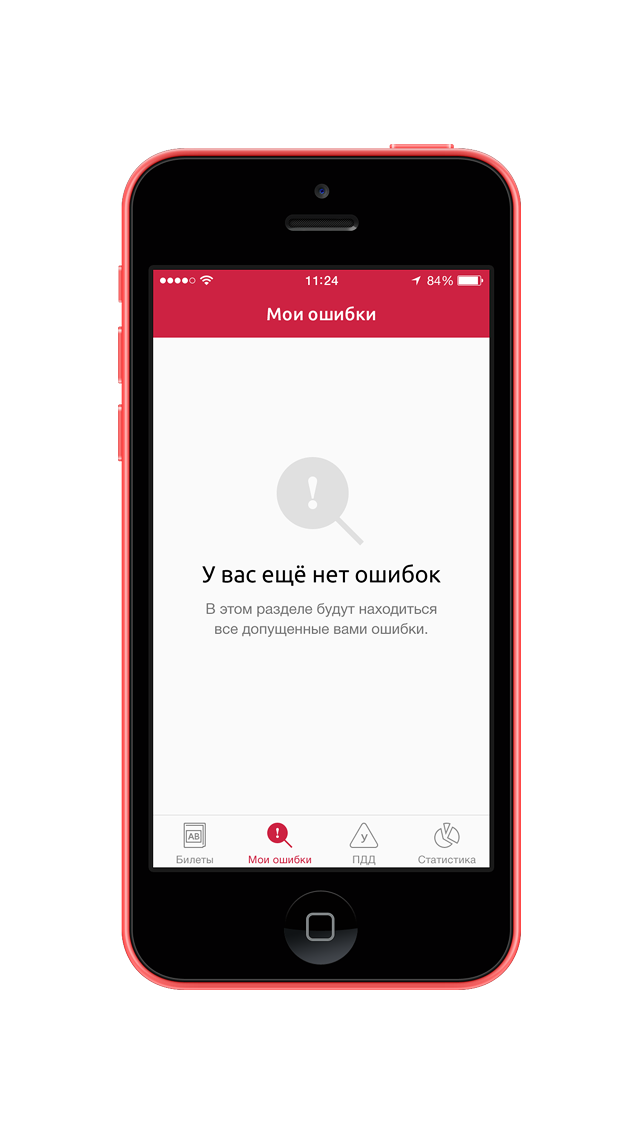 11:24
84%
Мои ошибки
!
У вас ещё нет ошибок
В этом разделе будут находиться
все допущенные вами ошибки.
AB
!
У
Билеты
Мои ошибки
ПДД
Статистика